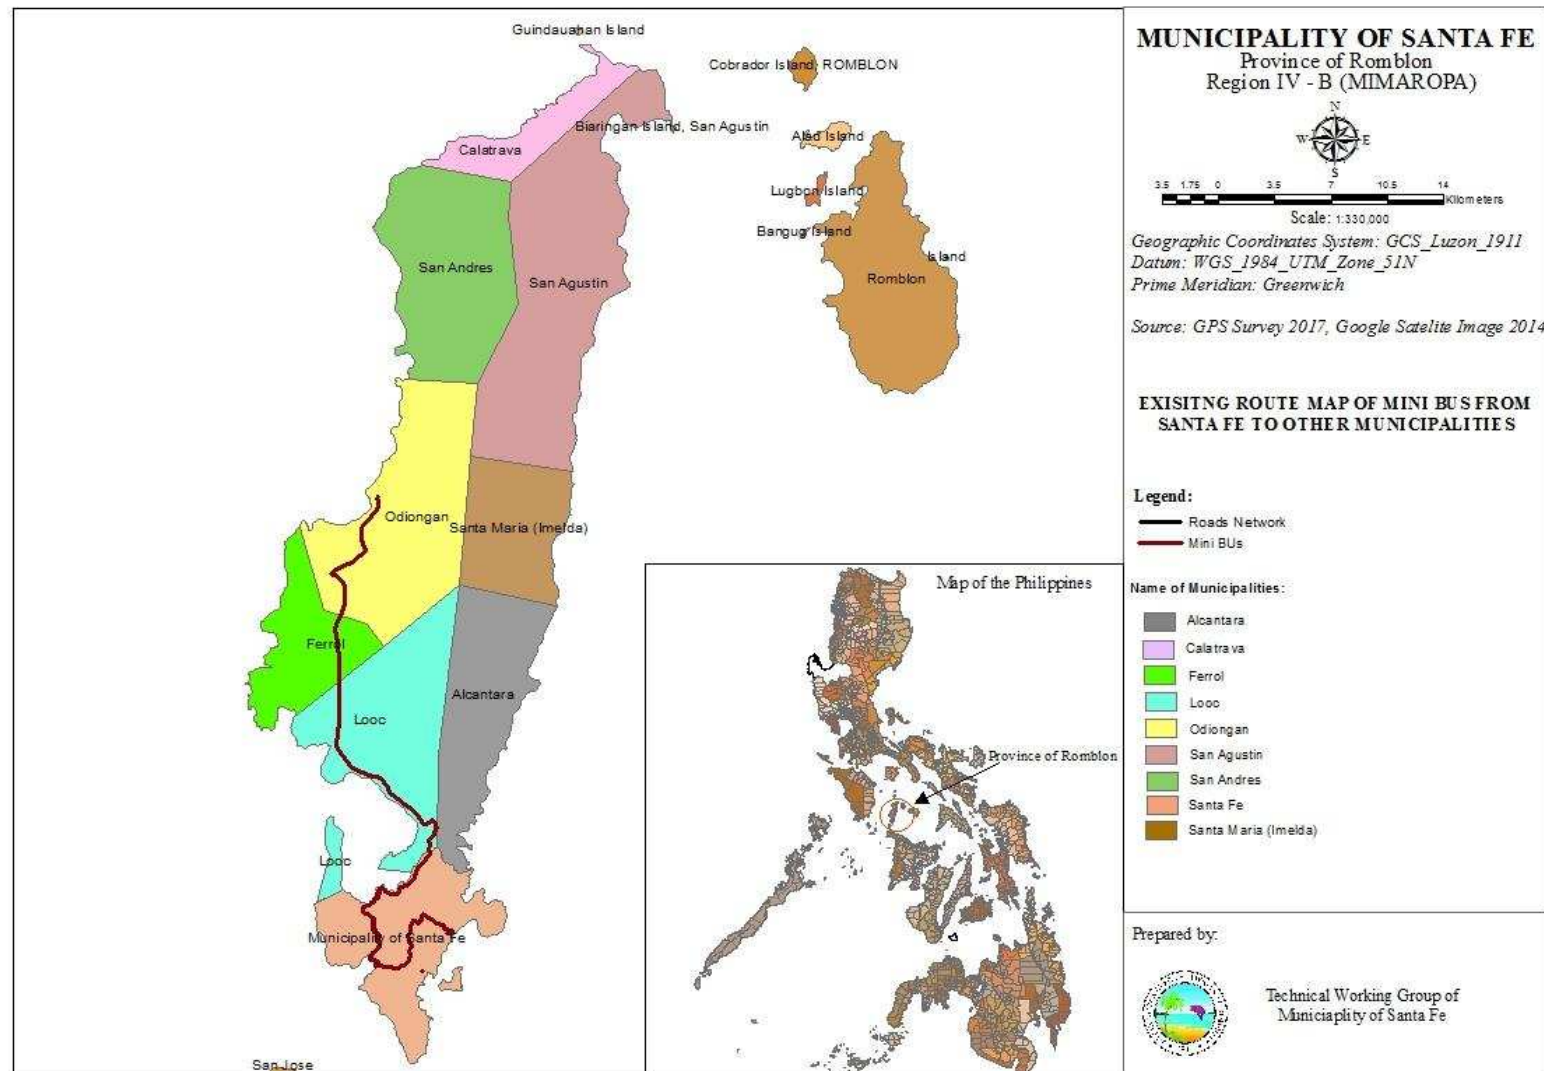 Guindauahan Island
Cobrador Island, ROMBLON
Biaringan Island, San Agustin
Alad Island
Calatrava
Lugbon Island
Bangug Island
Island
San Andres
San Agustin
Romblon
Odiongan
Santa Maria (Imelda)
Ferrol
Alcantara
Looc
Looc
Municipality of Santa Fe
San Jose
Map of the Philippines
Province of Romblon
MUNICIPALITY OF SANTA FE
Province of Romblon
Region IV - B (MIMAROPA)
N
W E
S
3.5 1.75 0 3.5 7 10.5 14
Kilometers
Scale: 1:330,000
Geographic Coordinates System: GCS_Luzon_1911
Datum: WGS_1984_UTM_Zone_51N
Prime Meridian: Greenwich
Source: GPS Survey 2017, Google Satelite Image 2014
EXISITNG ROUTE MAP OF MINI BUS FROM
SANTA FE TO OTHER MUNICIPALITIES
Legend:
Roads Network
Mini BUs
Name of Municipalities:
Alcantara
Calatrava
Ferrol
Looc
Odiongan
San Agustin
San Andres
Santa Fe
Santa Maria (Imelda)
Prepared by:
Technical Working Group of
Municiaplity of Santa Fe